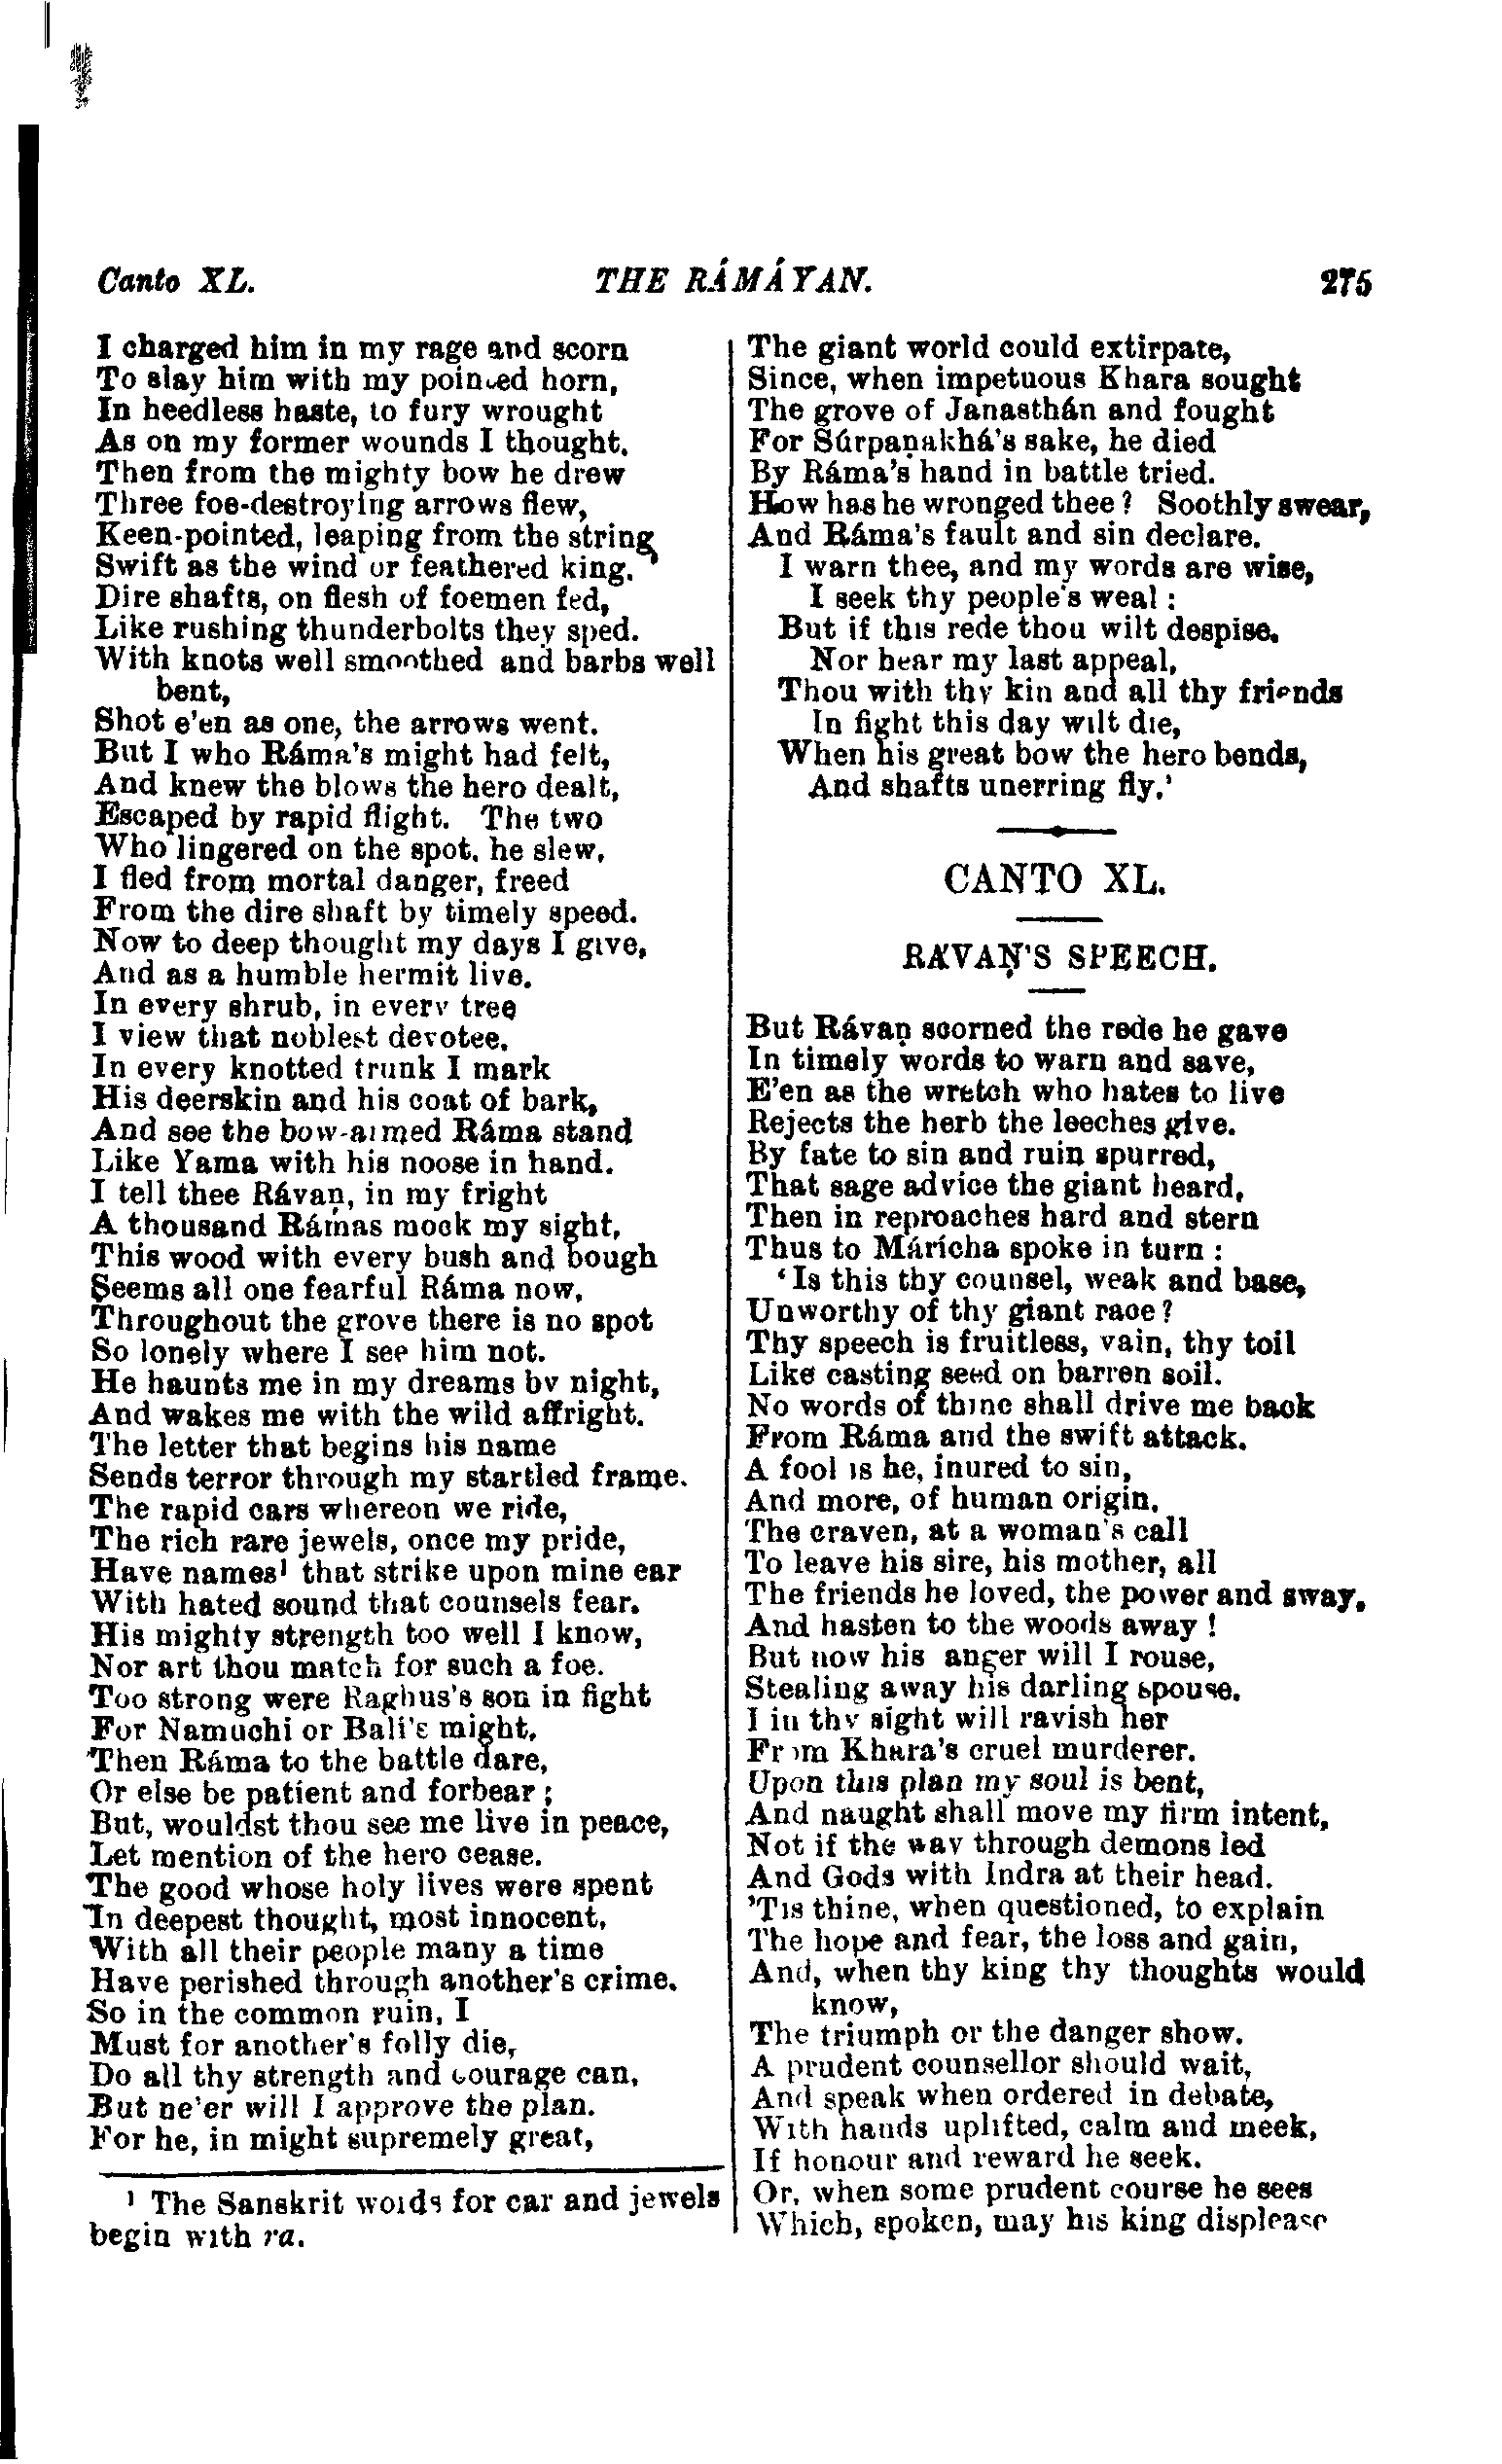 Canto XL. THE RÁMÁYAN. 275
I charged him in my rage and scorn
To slay him with my pointed horn,
In heedless haste, to fury wrought
As on my former wounds I thought.
Then from the mighty bow he drew
Three foe-destroying arrows flew,
Keen-pointed, leaping from the string
Swift as the wind or feathered king.
Dire shafts, on flesh of foemen fed,
Like rushing thunderbolts they sped.
With knots well smoothed and barbs well
bent,
Shot e'en as one, the arrows went.
But I who Ráma's might had felt,
And knew the blows the hero dealt,
Escaped by rapid flight. The two
Who lingered on the spot, he slew,
I fled from mortal danger, freed
From the dire shaft by timely speed.
Now to deep thought my days I give,
And as a humble hermit live.
In every shrub, in every tree
I view that noblest devotee.
In every knotted trunk I mark
His deerskin and his coat of bark,
And see the bow-armed Ráma stand
Like Yama with his noose in hand.
I tell thee Rávaṇ, in my fright
A thousand Rámas mock my sight,
This wood with every bush and bough
Seems all one fearful Ráma now,
Throughout the grove there is no spot
So lonely where I see him not.
He haunts me in my dreams by night,
And wakes me with the wild affright.
The letter that begins his name
Sends terror through my startled frame.
The rapid cars whereon we ride,
The rich rare jewels, once my pride,
Have names¹ that strike upon mine ear
With hated sound that counsels fear.
His mighty strength too well I know,
Nor art thou match for such a foe.
Too strong were Raghus's son in fight
For Namuchi or Bali's might.
Then Ráma to the battle dare,
Or else be patient and forbear;
But, wouldst thou see me live in peace,
Let mention of the hero cease.
The good whose holy lives were spent
In deepest thought, most innocent,
With all their people many a time
Have perished through another's crime.
So in the common ruin, I
Must for another's folly die,
Do all thy strength and courage can,
But ne'er will I approve the plan.
For he, in might supremely great,
¹ The Sanskrit words for car and jewels
begin with ra.
The giant world could extirpate,
Since, when impetuous Khara sought
The grove of Janasthán and fought
For Súrpaṇakhá's sake, he died
By Ráma's hand in battle tried.
How has he wronged thee? Soothly swear,
And Ráma's fault and sin declare.
I warn thee, and my words are wise,
I seek thy people's weal:
But if this rede thou wilt despise.
Nor hear my last appeal,
Thou with thy kin and all thy friends
In fight this day wilt die,
When his great bow the hero bends,
And shafts unerring fly.'
CANTO XL.
RÁVAṆ'S SPEECH.
But Rávaṇ scorned the rede he gave
In timely words to warn and save,
E'en as the wretch who hates to live
Rejects the herb the leeches give.
By fate to sin and ruin spurred,
That sage advice the giant heard,
Then in reproaches hard and stern
Thus to Márícha spoke in turn:
'Is this thy counsel, weak and base,
Unworthy of thy giant race?
Thy speech is fruitless, vain, thy toil
Like casting seed on barren soil.
No words of thine shall drive me back
From Ráma and the swift attack.
A fool is he, inured to sin,
And more, of human origin.
The craven, at a woman's call
To leave his sire, his mother, all
The friends he loved, the power and sway,
And hasten to the woods away!
But now his anger will I rouse,
Stealing away his darling spouse.
I in thy sight will ravish her
From Khara's cruel murderer.
Upon this plan my soul is bent,
And naught shall move my firm intent,
Not if the way through demons led
And Gods with Indra at their head.
'Tis thine, when questioned, to explain
The hope and fear, the loss and gain,
And, when thy king thy thoughts would
know,
The triumph or the danger show.
A prudent counsellor should wait,
And speak when ordered in debate,
With hands uplifted, calm and meek,
If honour and reward he seek.
Or, when some prudent course he sees
Which, spoken, may his king displease